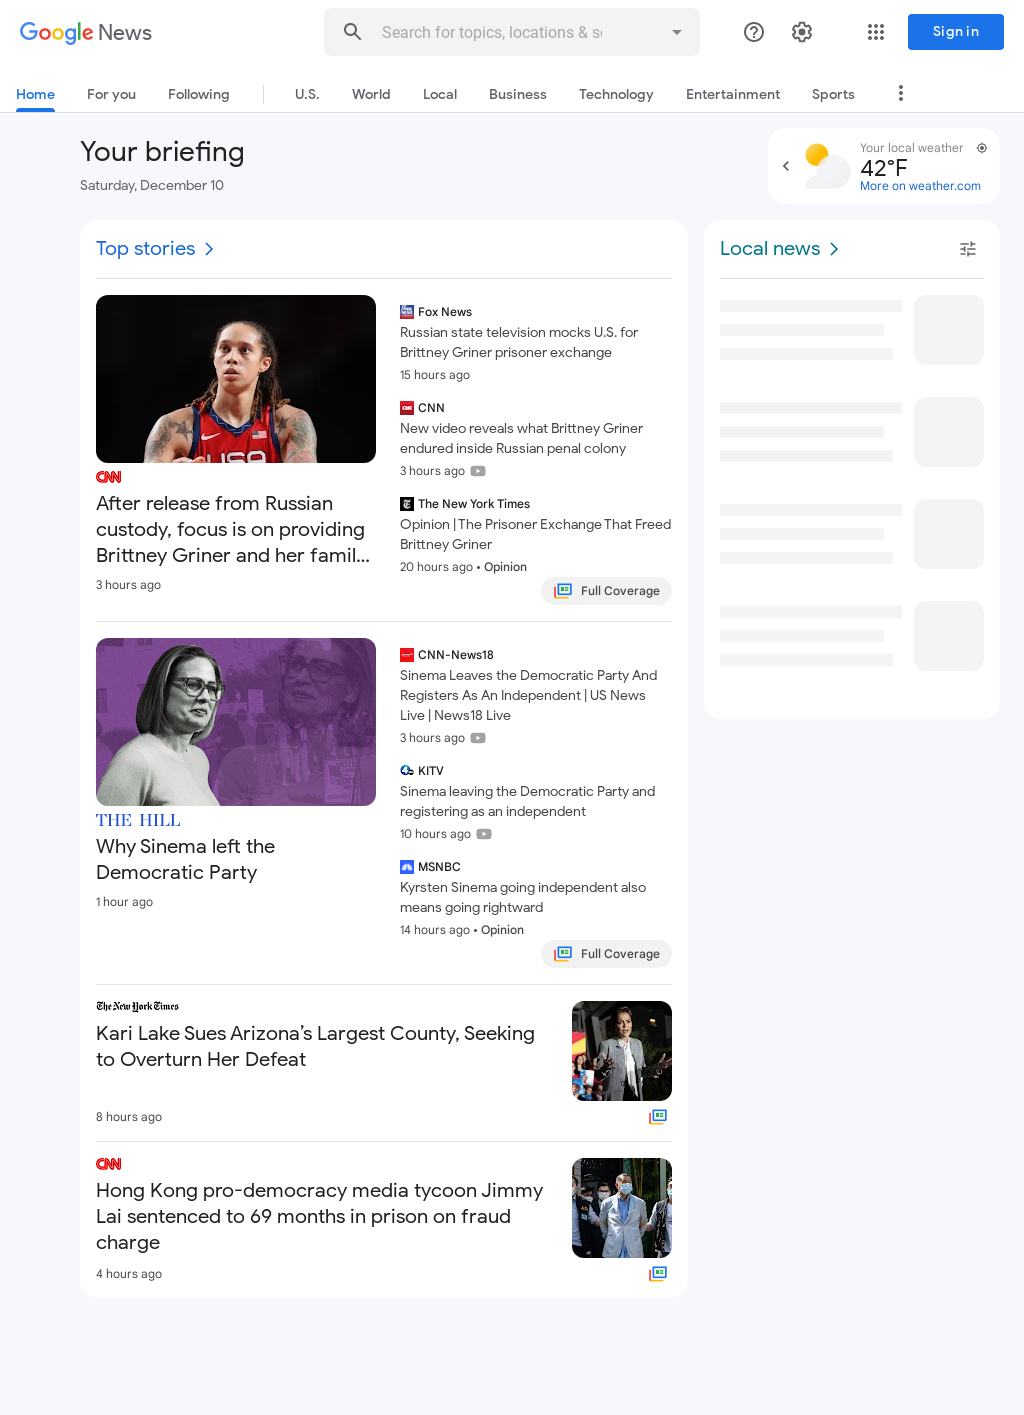 Google News
Search for topics, locations & so
Sign in
Home
For you
Following
U.S.
World
Local
Business
Technology
Entertainment
Sports
Your briefing
Saturday, December 10
Your local weather
42°F
More on weather.com
Top stories
CNN
After release from Russian
custody, focus is on providing
Brittney Griner and her famil...
3 hours ago
USA
Fox News
Russian state television mocks U.S. for
Brittney Griner prisoner exchange
15 hours ago
CNN
New video reveals what Brittney Griner
endured inside Russian penal colony
3 hours ago
The New York Times
Opinion | The Prisoner Exchange That Freed
Brittney Griner
20 hours ago • Opinion
Full Coverage
THE HILL
Why Sinema left the
Democratic Party
1 hour ago
CNN-News18
Sinema Leaves the Democratic Party And
Registers As An Independent | US News
Live | News18 Live
3 hours ago
KITV
Sinema leaving the Democratic Party and
registering as an independent
10 hours ago
MSNBC
Kyrsten Sinema going independent also
means going rightward
14 hours ago • Opinion
Full Coverage
The New York Times
Kari Lake Sues Arizona’s Largest County, Seeking
to Overturn Her Defeat
8 hours ago
CNN
Hong Kong pro-democracy media tycoon Jimmy
Lai sentenced to 69 months in prison on fraud
charge
4 hours ago
Local news